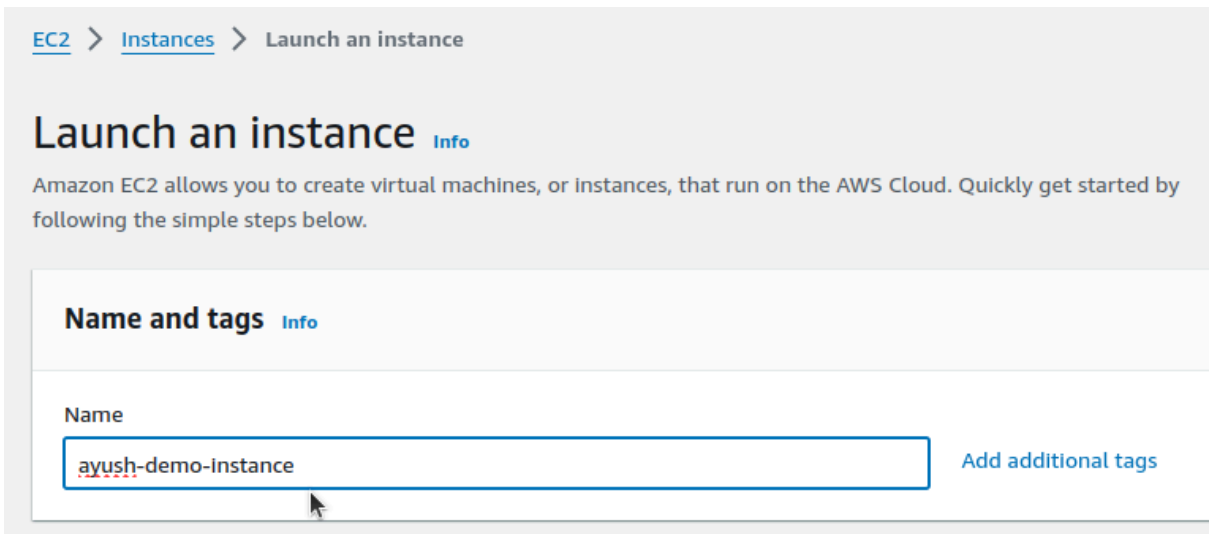 EC2 > Instances > Launch an instance
Launch an instance Info
Amazon EC2 allows you to create virtual machines, or instances, that run on the AWS Cloud. Quickly get started by
following the simple steps below.
Name and tags Info
Name
ayush-demo-instance Add additional tags